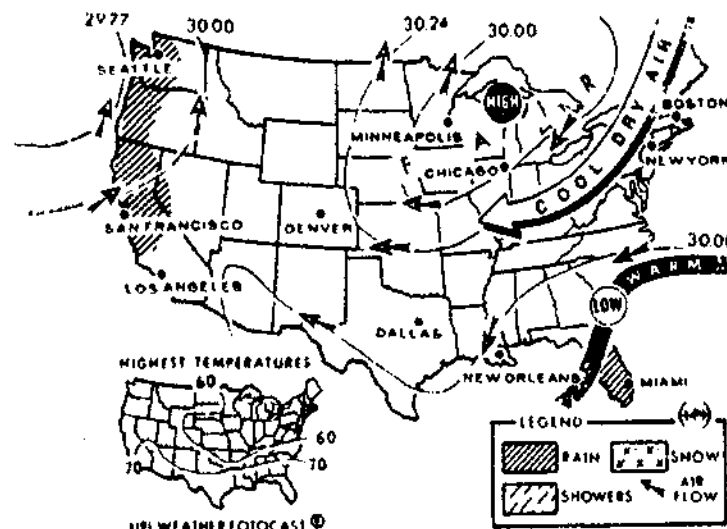 29.77
30.00
30.24
30.00
SEATTLE
HIGH
COOL DRY AIR
BOSTON
MINNEAPOLIS
CHICAGO
NEW YORK
SAN FRANCISCO
DENVER
30.00
WARM
LOS ANGELES
LOW
DALLAS
HIGHEST TEMPERATURES
NEW ORLEANS
MIAMI
60
60
70
70
LEGEND
RAIN
SNOW
SHOWERS
AIR
FLOW
UPI WEATHER FOTOCAST ®